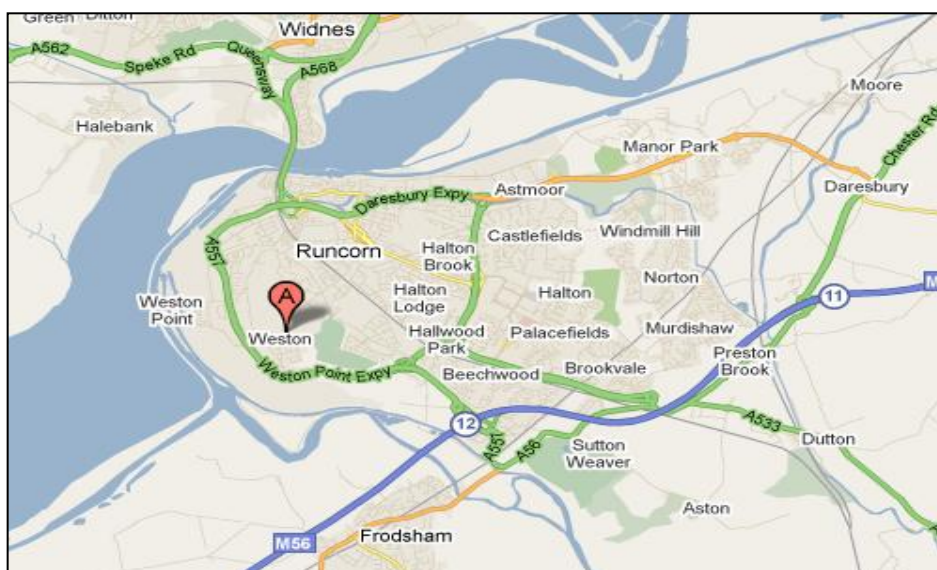 Green
Ditton
Widnes
A562
Speke Rd
Queensway
A568
Halebank
Moore
Manor Park
Chester Rd
Astmoor
Daresbury
Daresbury Expy
Castlefields
Windmill Hill
A557
Runcorn
Halton
Brook
Norton
Weston
Point
A
Halton
Lodge
Halton
11
M
Weston
Hallwood
Park
Palacefields
Murdishaw
Weston Point Expy
Beechwood
Brookvale
Preston
Brook
12
A557
A56
A533
Sutton
Weaver
Dutton
Aston
M56
Frodsham